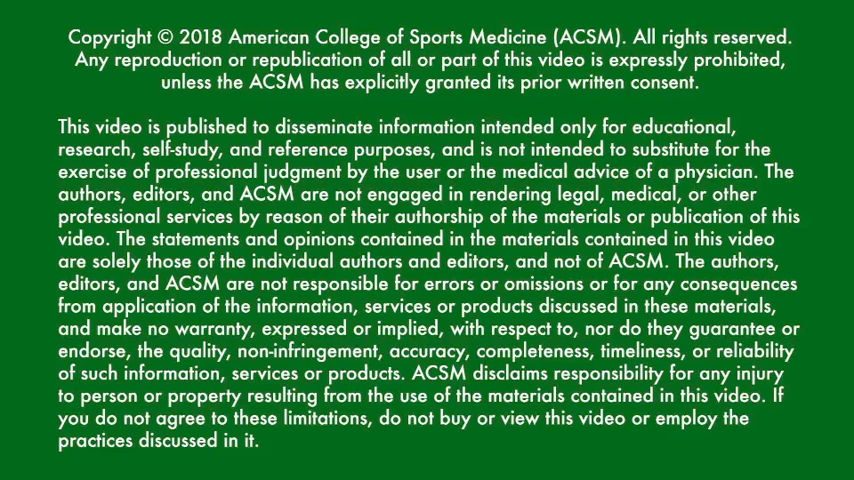 Copyright © 2018 American College of Sports Medicine (ACSM). All rights reserved.
Any reproduction or republication of all or part of this video is expressly prohibited,
unless the ACSM has explicitly granted its prior written consent.
This video is published to disseminate information intended only for educational,
research, self-study, and reference purposes, and is not intended to substitute for the
exercise of professional judgment by the user or the medical advice of a physician. The
authors, editors, and ACSM are not engaged in rendering legal, medical, or other
professional services by reason of their authorship of the materials or publication of this
video. The statements and opinions contained in the materials contained in this video
are solely those of the individual authors and editors, and not of ACSM. The authors,
editors, and ACSM are not responsible for errors or omissions or for any consequences
from application of the information, services or products discussed in these materials,
and make no warranty, expressed or implied, with respect to, nor do they guarantee or
endorse, the quality, non-infringement, accuracy, completeness, timeliness, or reliability
of such information, services or products. ACSM disclaims responsibility for any injury
to person or property resulting from the use of the materials contained in this video. If
you do not agree to these limitations, do not buy or view this video or employ the
practices discussed in it.